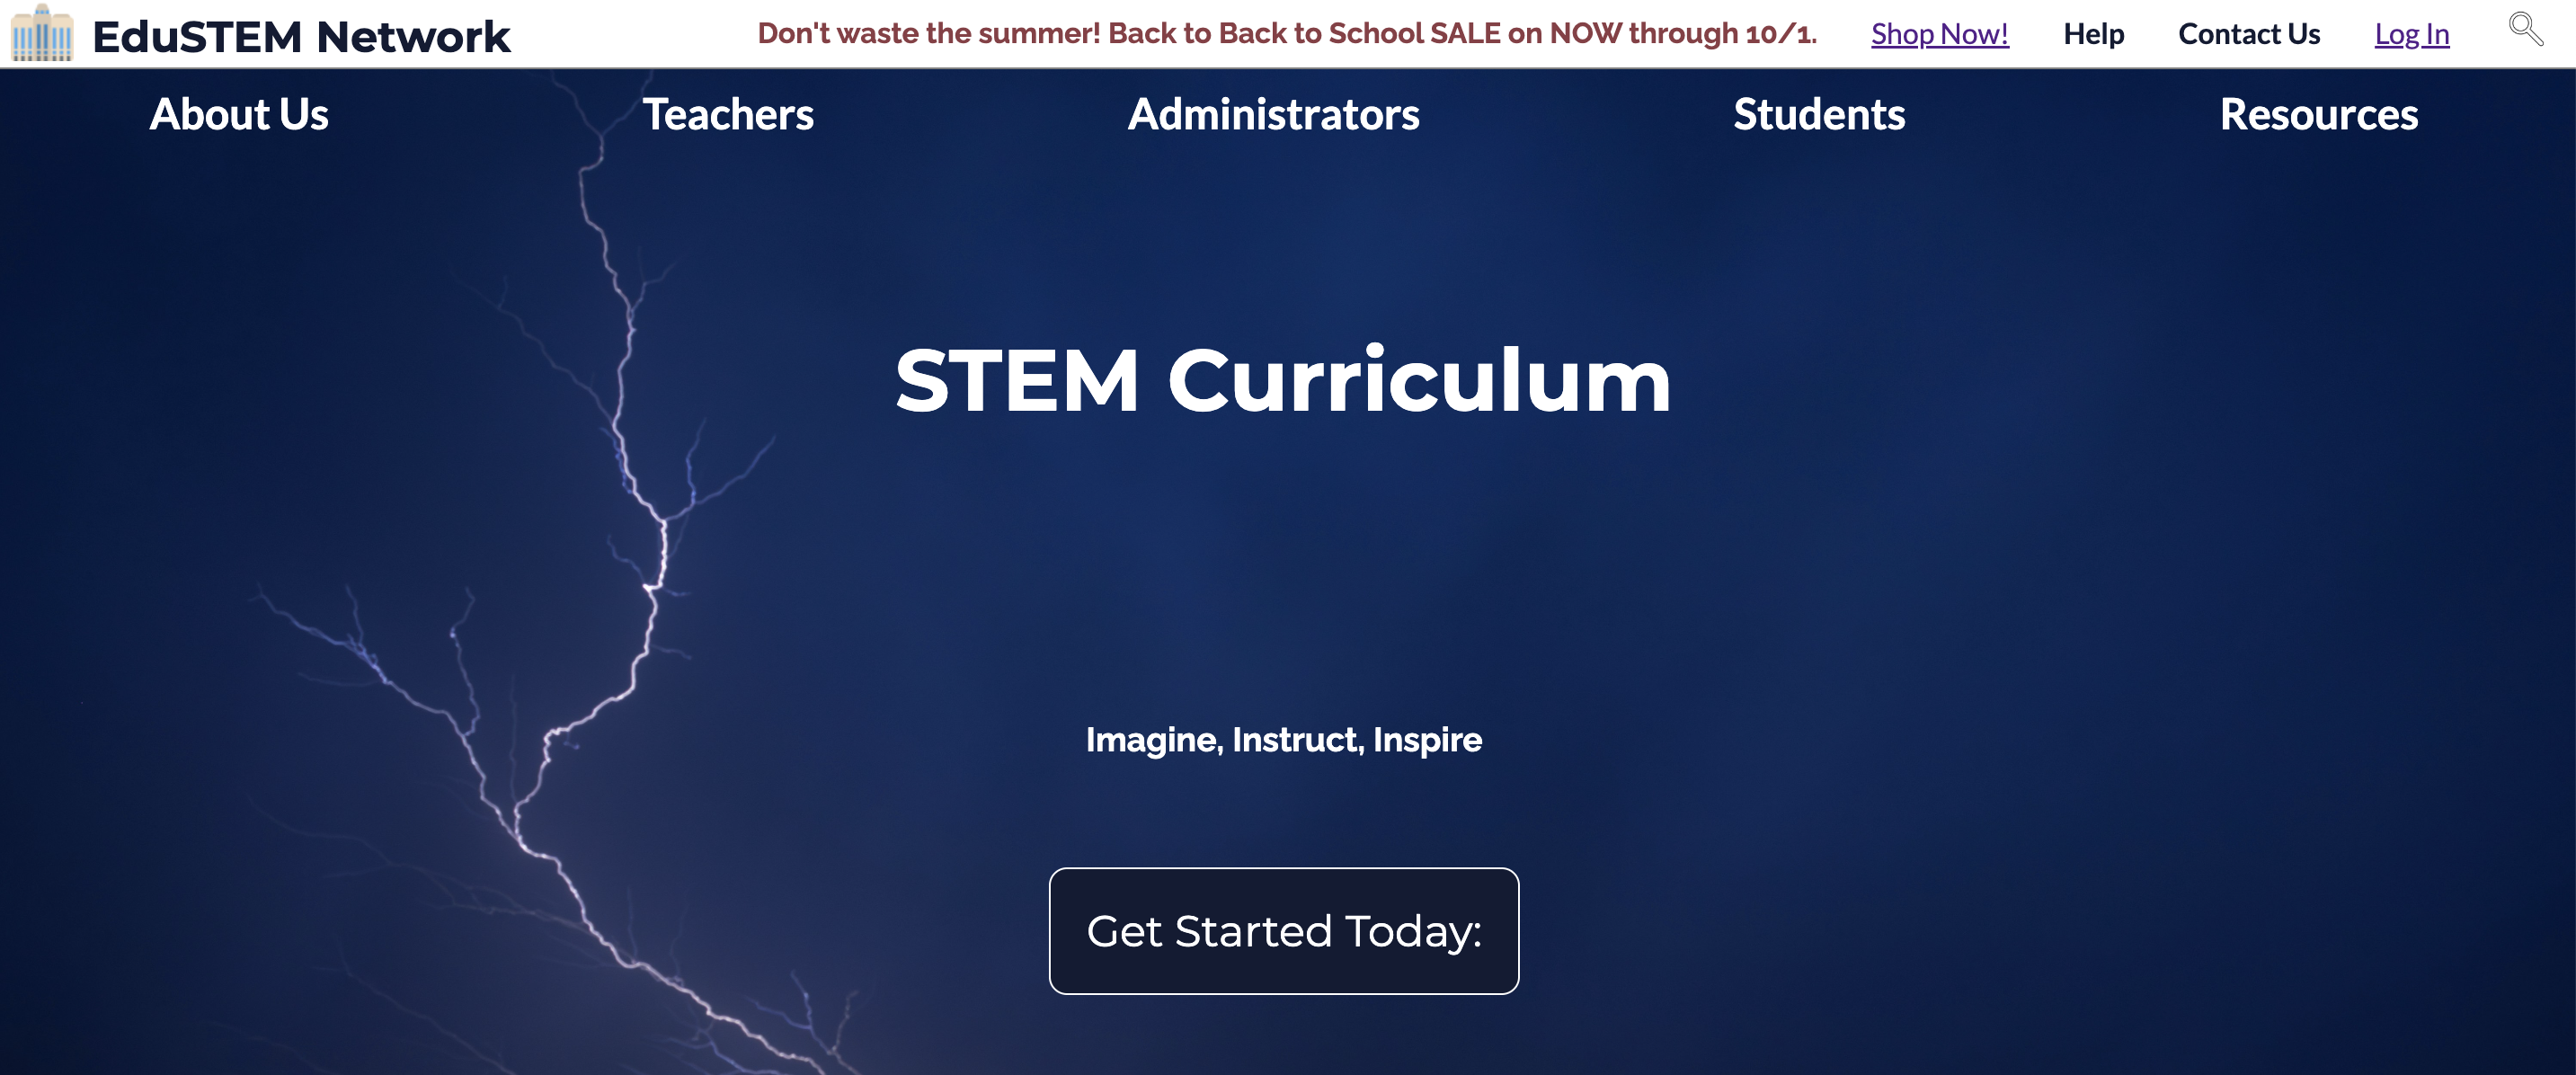 EduSTEM Network
Don't waste the summer! Back to Back to School SALE on NOW through 10/1.
Shop Now!
Help
Contact Us
Log In
About Us
Teachers
Administrators
Students
Resources
STEM Curriculum
Imagine, Instruct, Inspire
Get Started Today: